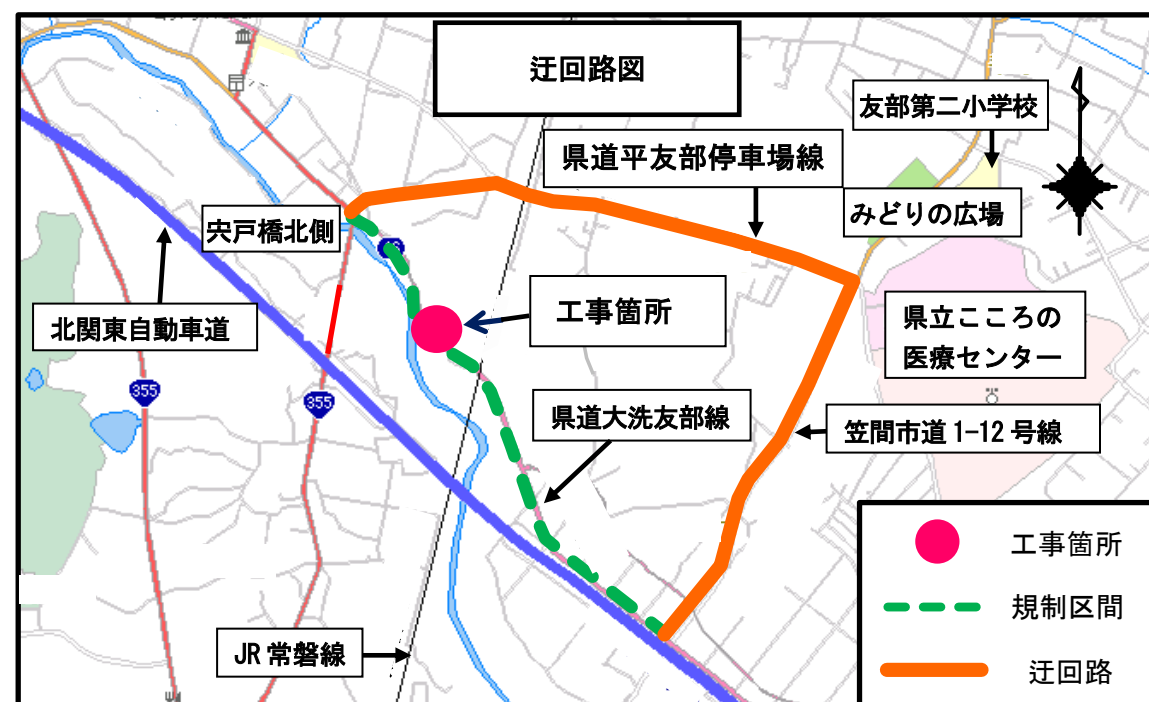 迂回路図
友部第二小学校
県道平友部停車場線
みどりの広場
宍戸橋北側
北関東自動車道
工事箇所
県立こころの
医療センター
355
355
県道大洗友部線
笠間市道1-12号線
JR常磐線
工事箇所
規制区間
迂回路